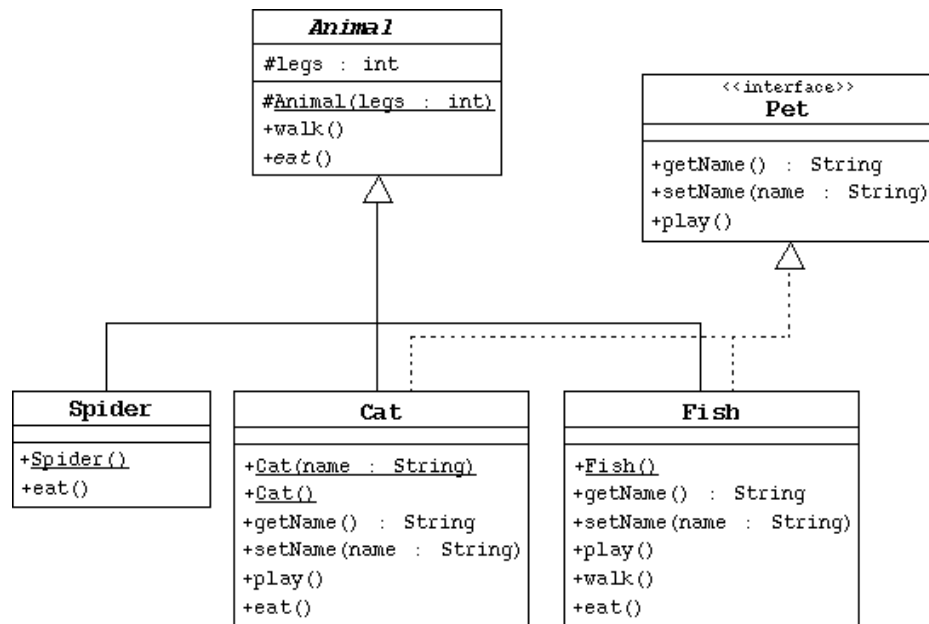 Animal
#legs : int
#Animal(legs : int)
+walk()
+eat()
<<interface>>
Pet
+getName() : String
+setName(name : String)
+play()
Spider
+Spider()
+eat()
Cat
+Cat(name : String)
+Cat()
+getName() : String
+setName(name : String)
+play()
+eat()
Fish
+Fish()
+getName() : String
+setName(name : String)
+play()
+walk()
+eat()